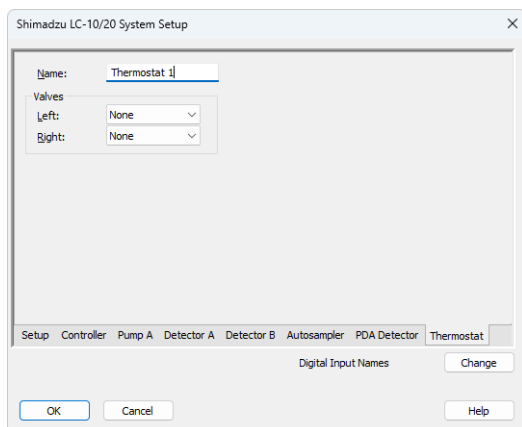 Shimadzu LC-10/20 System Setup
Name: Thermostat 1
Valves
Left: None
Right: None
Setup Controller Pump A Detector A Detector B Autosampler PDA Detector Thermostat
Digital Input Names Change
OK Cancel Help